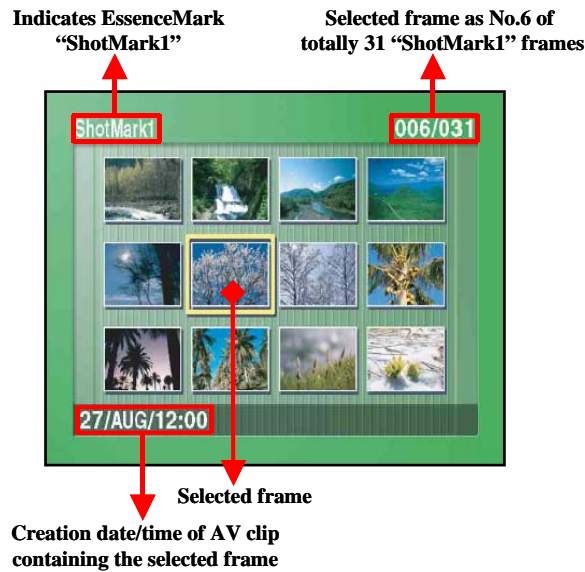 Indicates EssenceMark
“ShotMark1”
Selected frame as No.6 of
totally 31 “ShotMark1” frames
ShotMark1
006/031
27/AUG/12:00
Selected frame
Creation date/time of AV clip
containing the selected frame